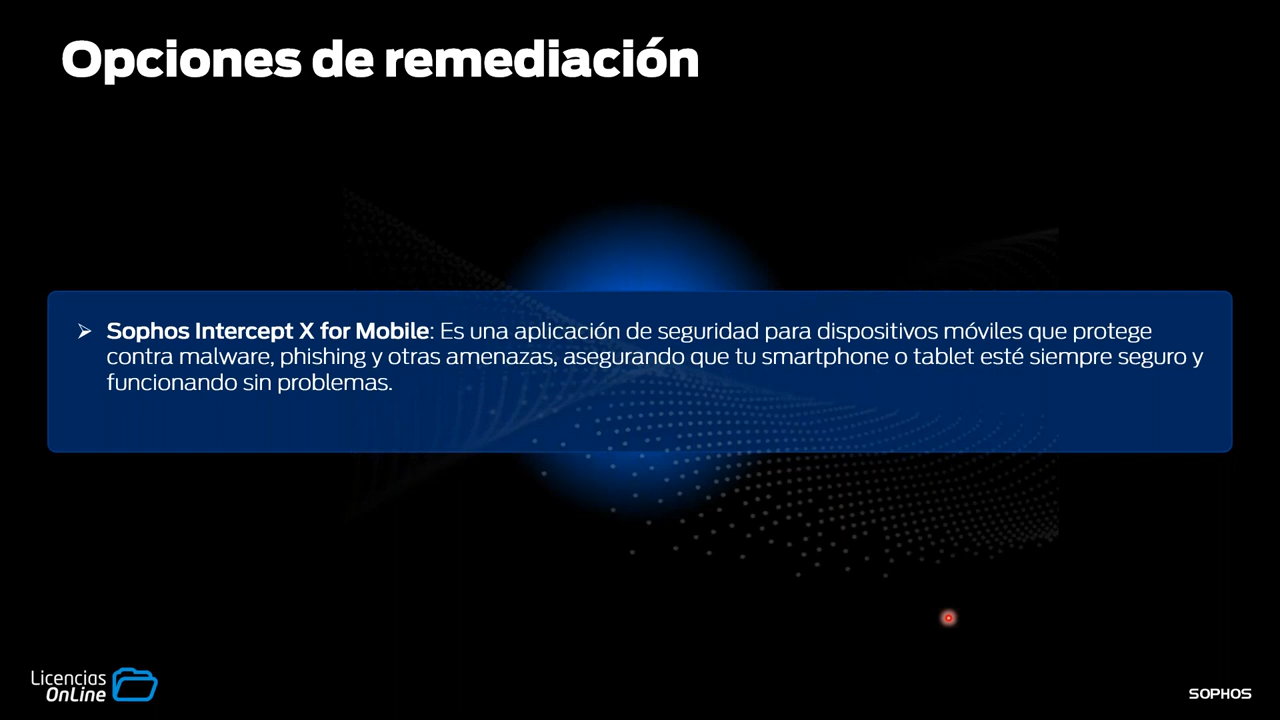 Opciones de remediación
➢ Sophos Intercept X for Mobile: Es una aplicación de seguridad para dispositivos móviles que protege
contra malware, phishing y otras amenazas, asegurando que tu smartphone o tablet esté siempre seguro y
funcionando sin problemas.
Licencias
OnLine
SOPHOS